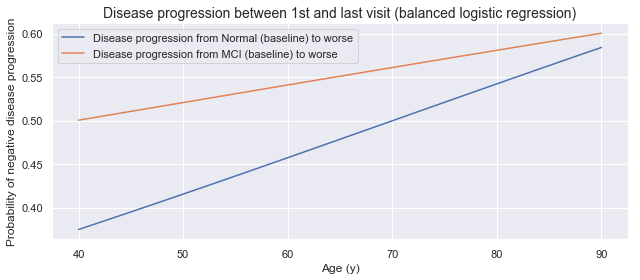 Disease progression between 1st and last visit (balanced logistic regression)
Disease progression from Normal (baseline) to worse
Disease progression from MCI (baseline) to worse
Probability of negative disease progression
0.60
0.55
0.50
0.45
0.40
40 50 60 70 80 90
Age (y)